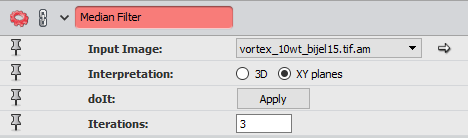 Median Filter
Input Image: vortex_10wt_bijel15.tif.am
Interpretation: 3D XY planes
doIt: Apply
Iterations: 3